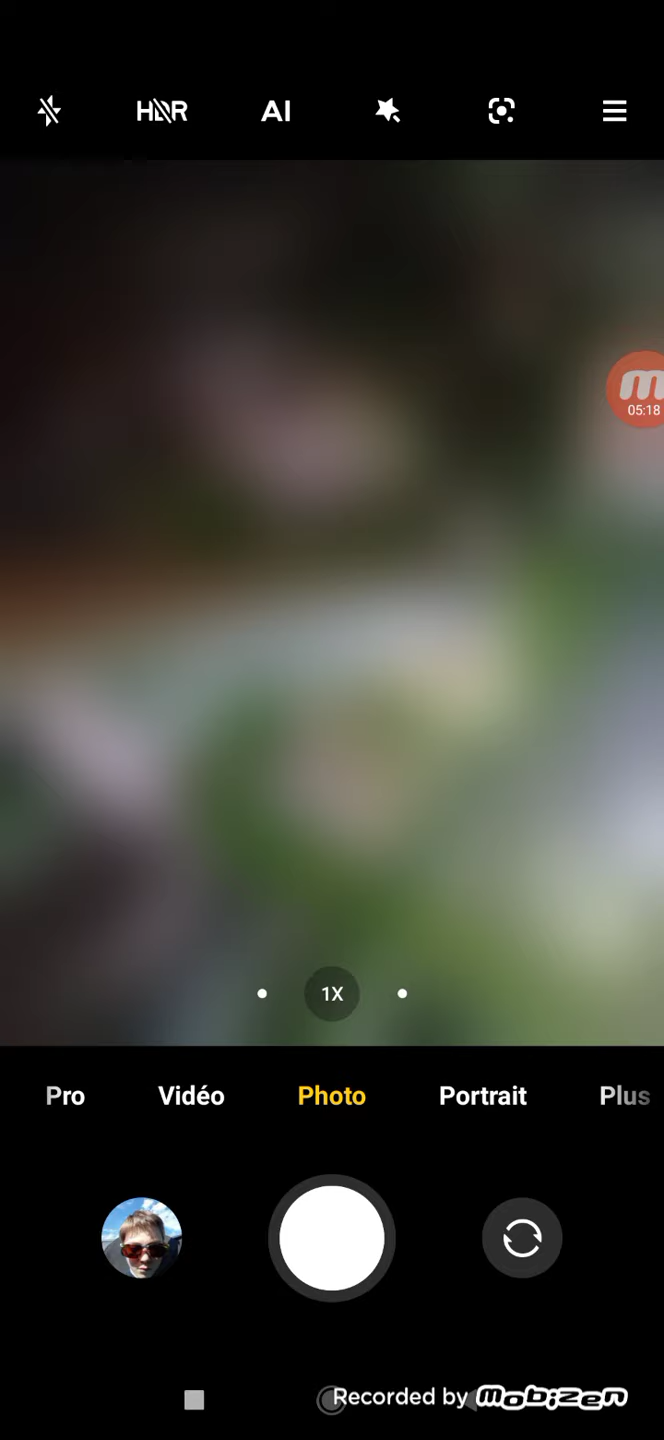 HDR AI
m
05:18
1X
Pro Vidéo Photo Portrait Plus
Recorded by mobizen